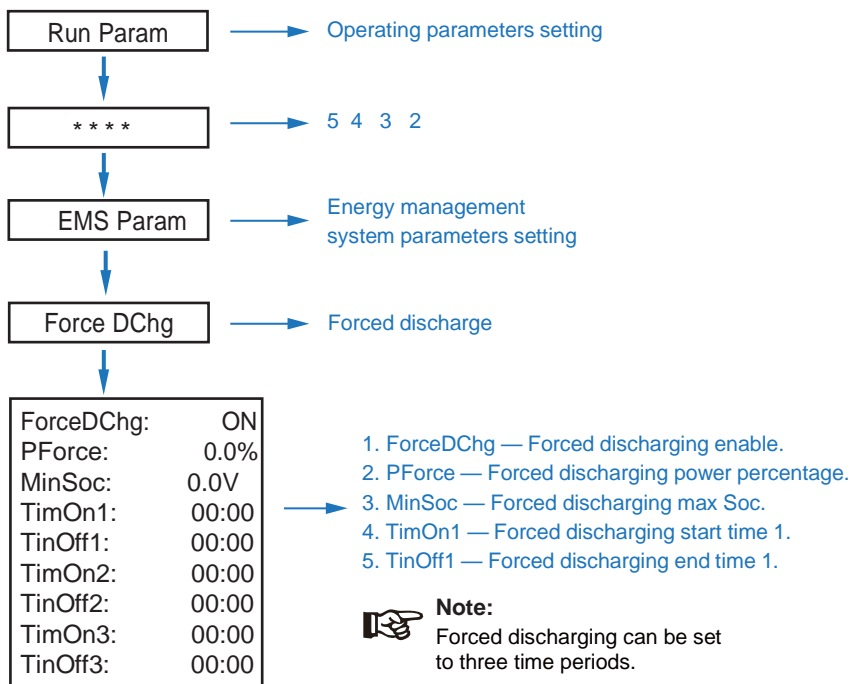 Run Param
Operating parameters setting
* * * *
5 4 3 2
EMS Param
Energy management
system parameters setting
Force DChg
Forced discharge
ForceDChg: ON
PForce: 0.0%
MinSoc: 0.0V
TimOn1: 00:00
TinOff1: 00:00
TimOn2: 00:00
TinOff2: 00:00
TimOn3: 00:00
TinOff3: 00:00
1. ForceDChg — Forced discharging enable.
2. PForce — Forced discharging power percentage.
3. MinSoc — Forced discharging max Soc.
4. TimOn1 — Forced discharging start time 1.
5. TinOff1 — Forced discharging end time 1.
Note:
Forced discharging can be set
to three time periods.